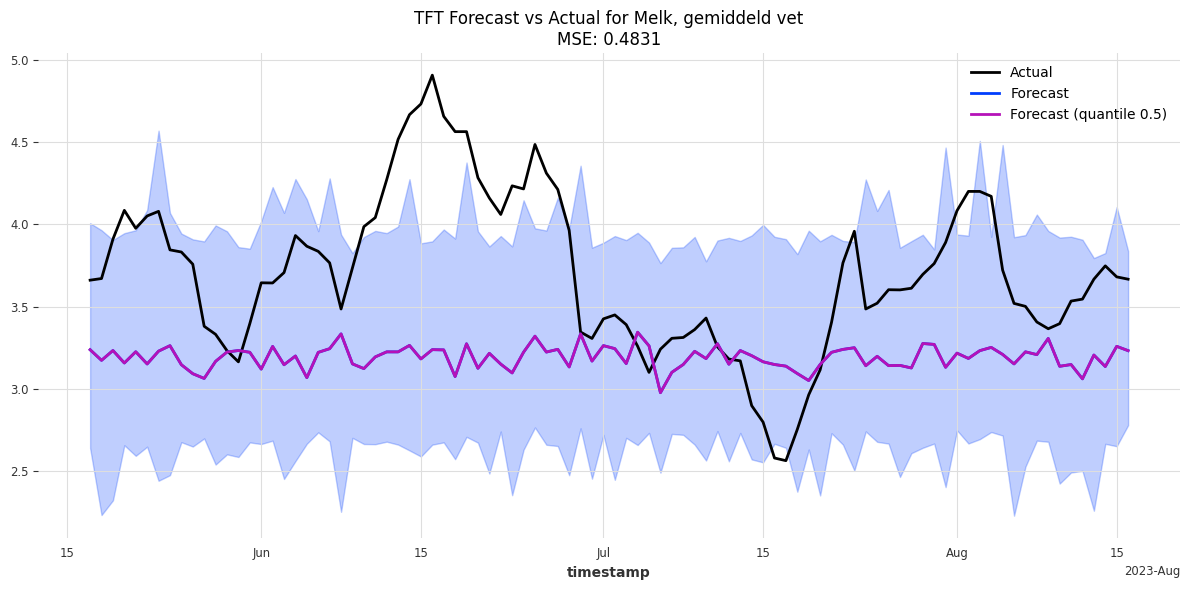 TFT Forecast vs Actual for Melk, gemiddeld vet
MSE: 0.4831
Actual
Forecast
Forecast (quantile 0.5)
5.0
4.5
4.0
3.5
3.0
2.5
15
Jun
15
Jul
15
Aug
15
timestamp
2023-Aug